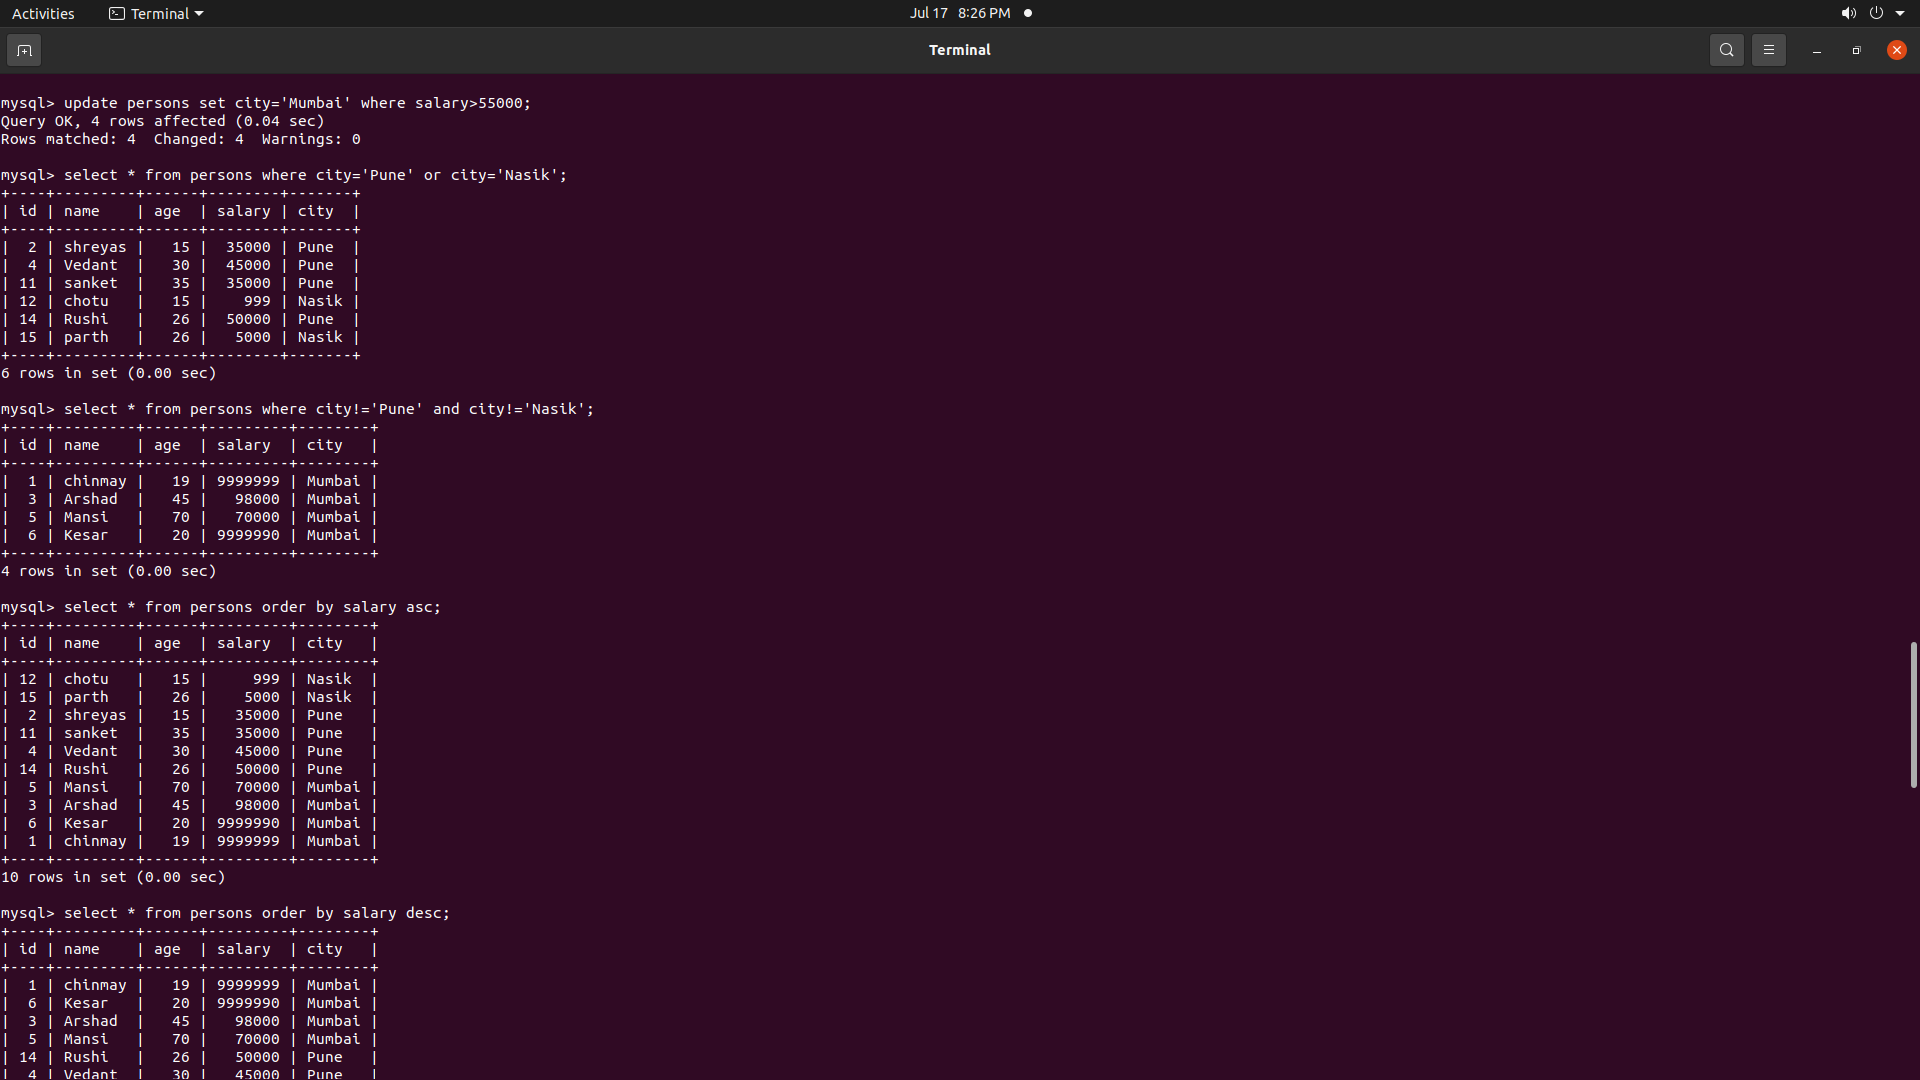 Activities Terminal Jul 17 8:26 PM
Terminal
mysql> update persons set city='Mumbai' where salary>55000;
Query OK, 4 rows affected (0.04 sec)
Rows matched: 4  Changed: 4  Warnings: 0
mysql> select * from persons where city='Pune' or city='Nasik';
+----+---------+------+--------+-------+
| id | name    | age  | salary | city  |
+----+---------+------+--------+-------+
|  2 | shreyas |   15 |  35000 | Pune  |
|  4 | Vedant  |   30 |  45000 | Pune  |
| 11 | sanket  |   35 |  35000 | Pune  |
| 12 | chotu   |   15 |    999 | Nasik |
| 14 | Rushi   |   26 |  50000 | Pune  |
| 15 | parth   |   26 |   5000 | Nasik |
+----+---------+------+--------+-------+
6 rows in set (0.00 sec)
mysql> select * from persons where city!='Pune' and city!='Nasik';
+----+---------+------+---------+--------+
| id | name    | age  | salary  | city   |
+----+---------+------+---------+--------+
|  1 | chinmay |   19 | 9999999 | Mumbai |
|  3 | Arshad  |   45 |   98000 | Mumbai |
|  5 | Mansi   |   70 |   70000 | Mumbai |
|  6 | Kesar   |   20 | 9999990 | Mumbai |
+----+---------+------+---------+--------+
4 rows in set (0.00 sec)
mysql> select * from persons order by salary asc;
+----+---------+------+---------+--------+
| id | name    | age  | salary  | city   |
+----+---------+------+---------+--------+
| 12 | chotu   |   15 |     999 | Nasik  |
| 15 | parth   |   26 |    5000 | Nasik  |
|  2 | shreyas |   15 |   35000 | Pune   |
| 11 | sanket  |   35 |   35000 | Pune   |
|  4 | Vedant  |   30 |   45000 | Pune   |
| 14 | Rushi   |   26 |   50000 | Pune   |
|  5 | Mansi   |   70 |   70000 | Mumbai |
|  3 | Arshad  |   45 |   98000 | Mumbai |
|  6 | Kesar   |   20 | 9999990 | Mumbai |
|  1 | chinmay |   19 | 9999999 | Mumbai |
+----+---------+------+---------+--------+
10 rows in set (0.00 sec)
mysql> select * from persons order by salary desc;
+----+---------+------+---------+--------+
| id | name    | age  | salary  | city   |
+----+---------+------+---------+--------+
|  1 | chinmay |   19 | 9999999 | Mumbai |
|  6 | Kesar   |   20 | 9999990 | Mumbai |
|  3 | Arshad  |   45 |   98000 | Mumbai |
|  5 | Mansi   |   70 |   70000 | Mumbai |
| 14 | Rushi   |   26 |   50000 | Pune   |
|  4 | Vedant  |   30 |   45000 | Pune   |